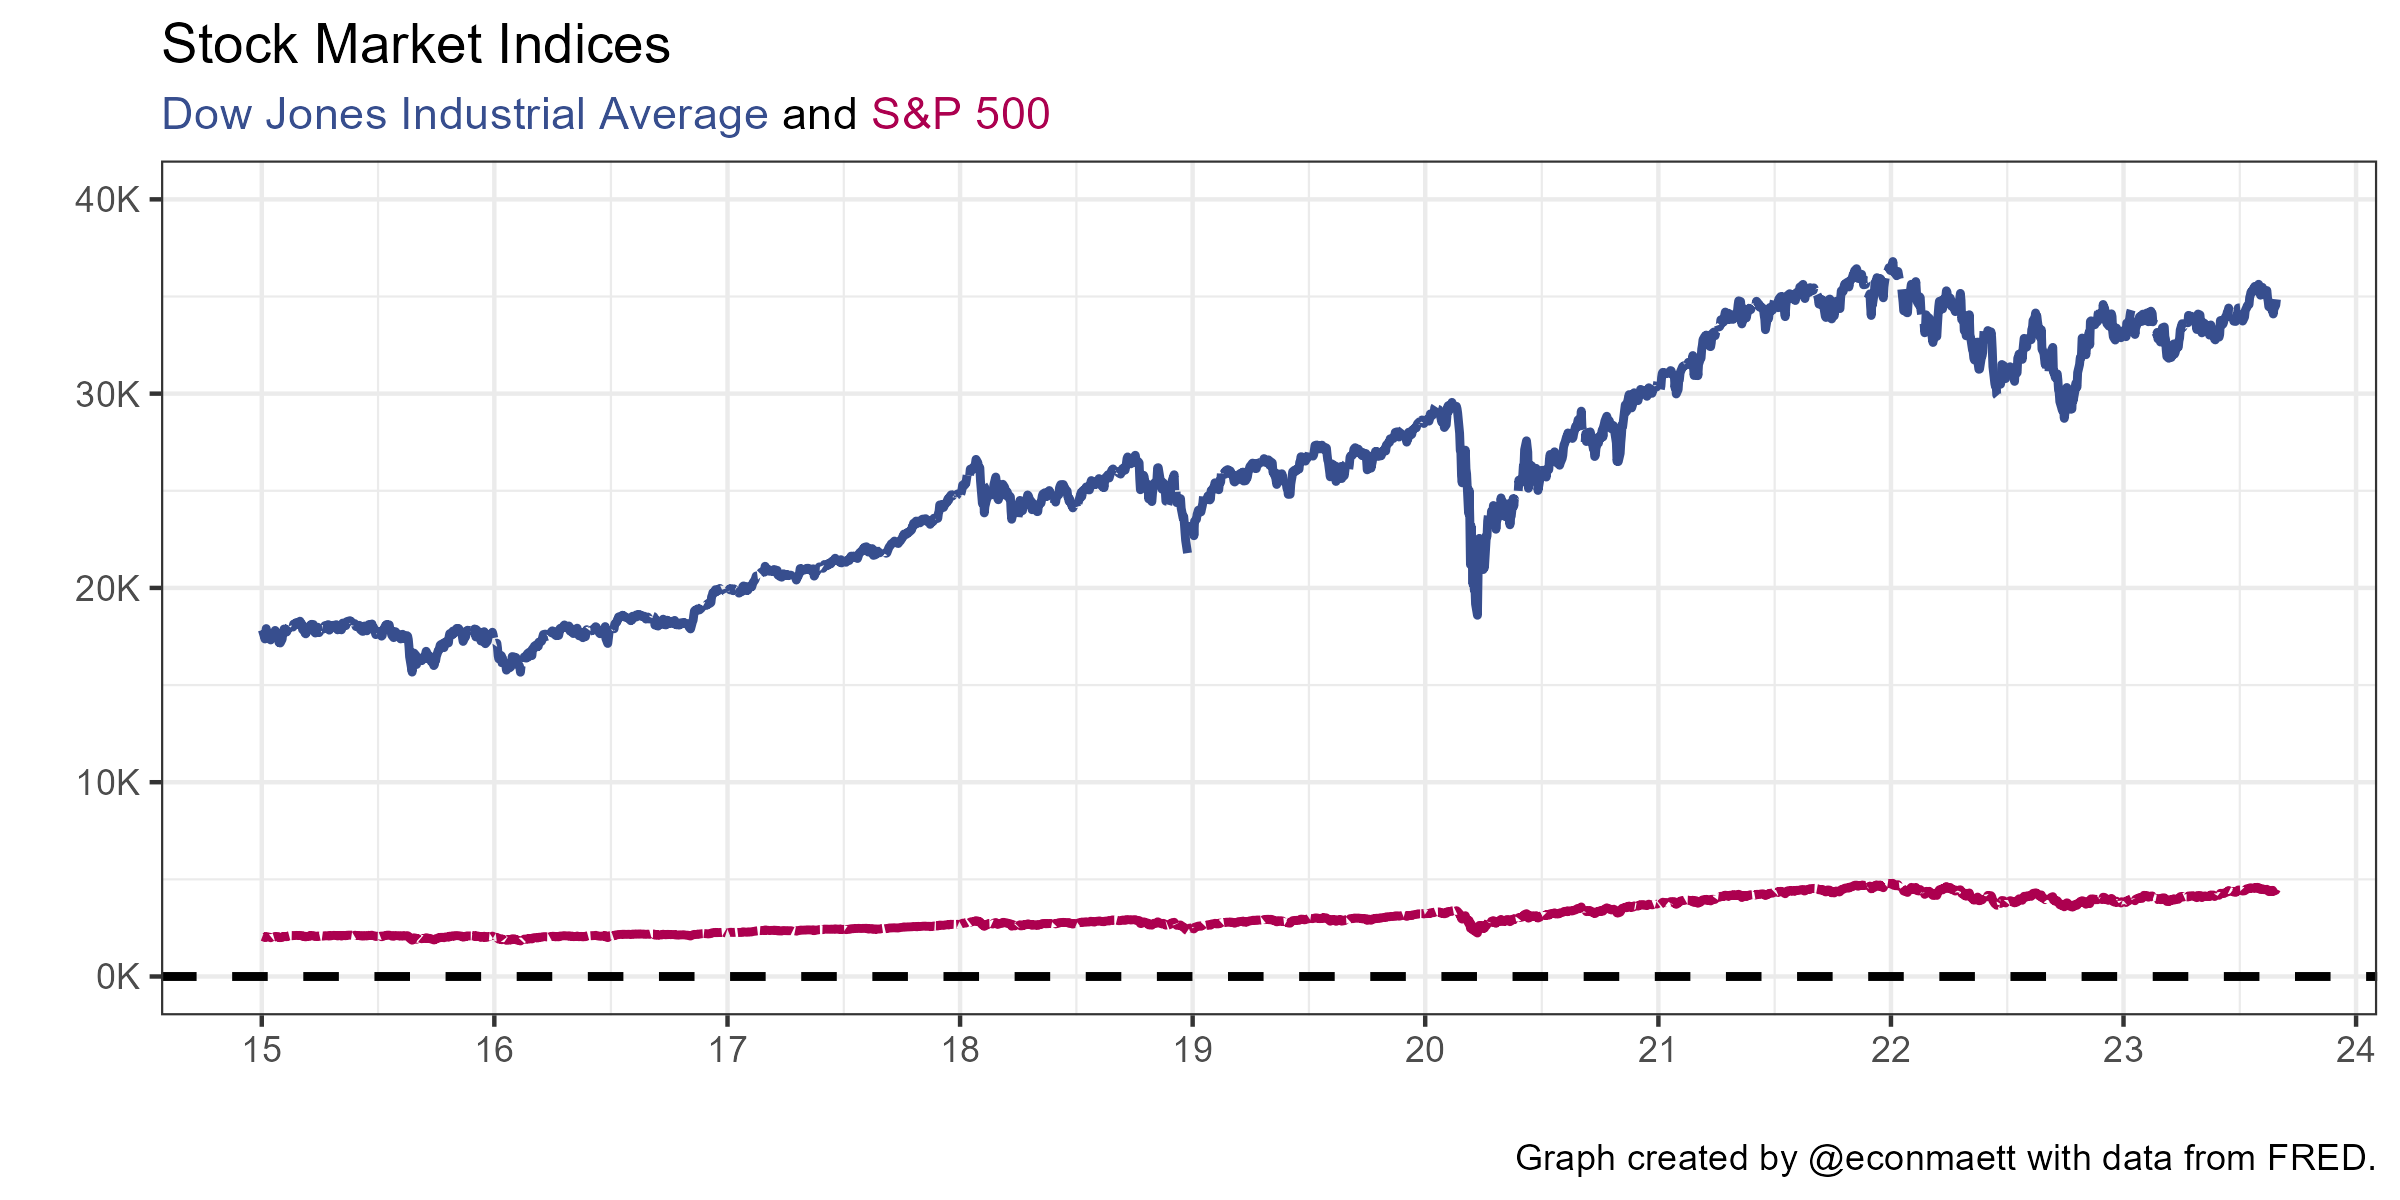 Stock Market Indices
Dow Jones Industrial Average and S&P 500
40K
30K
20K
10K
0K
15 16 17 18 19 20 21 22 23 24
Graph created by @econmaett with data from FRED.